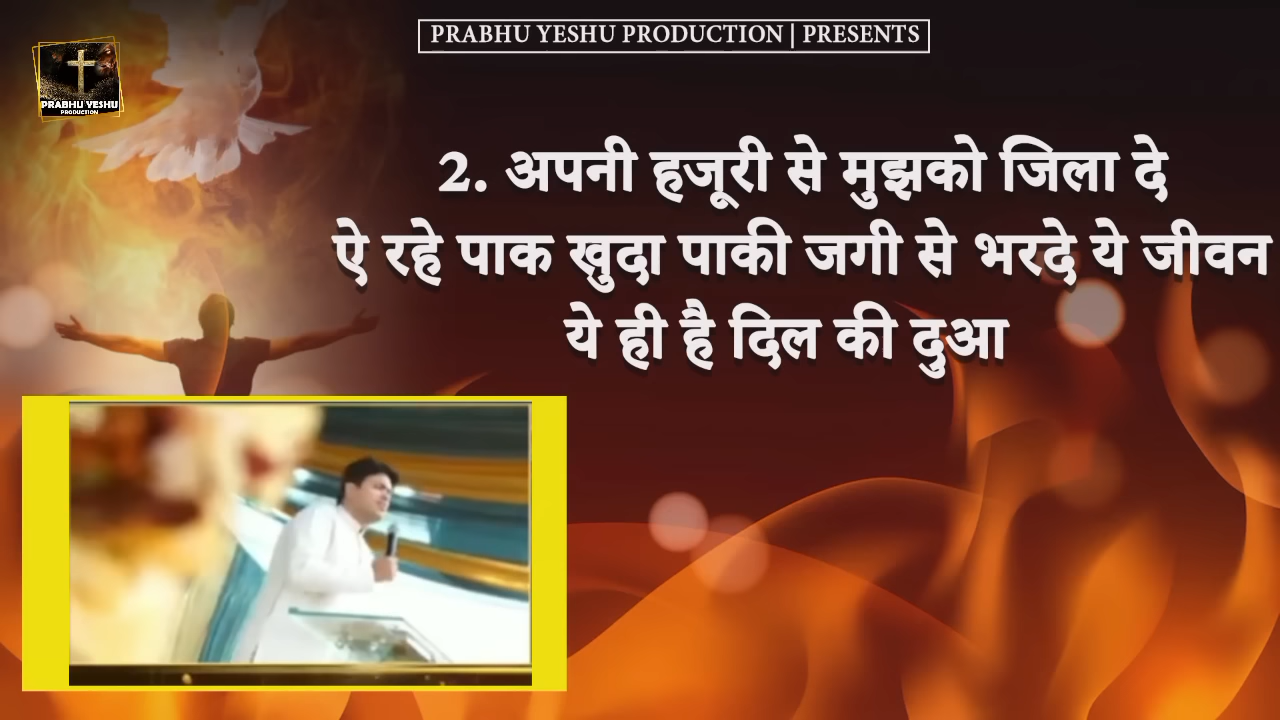 PRABHU YESHU PRODUCTION | PRESENTS
PRABHU YESHU
PRODUCTION
2. अपनी हजूरी से मुझको जिला दे
ऐ रहे पाक खुदा पाकी जगी से भरदे ये जीवन
ये ही है दिल की दुआ